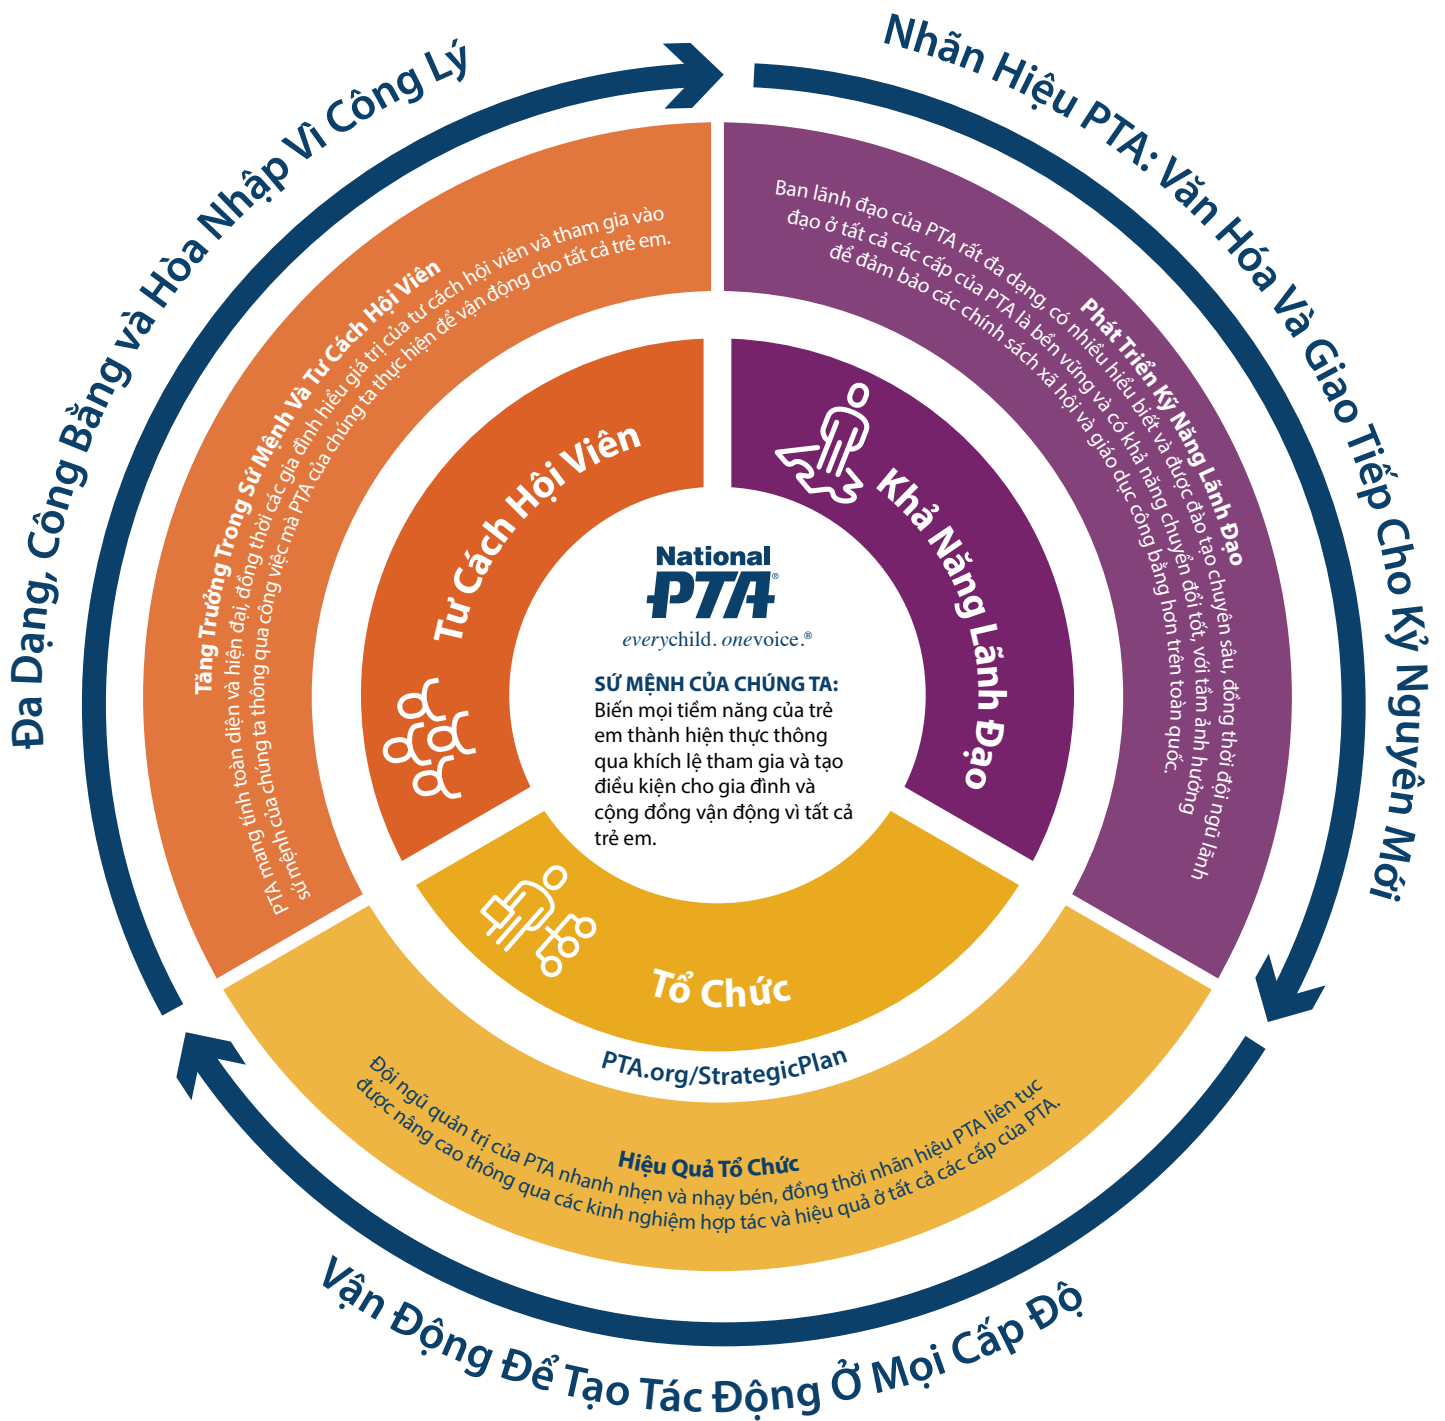 Đa Dạng, Công Bằng và Hòa Nhập Vì Công Lý
Nhãn Hiệu PTA: Văn Hóa Và Giao Tiếp Cho Kỷ Nguyên Mới
Tăng Trưởng Trong Sứ Mệnh Và Tư Cách Hội Viên
PTA mang tính toàn diện và hiện đại, đồng thời các gia đình hiểu giá trị của tư cách hội viên và tham gia vào
sứ mệnh của chúng ta thông qua công việc mà PTA của chúng ta thực hiện để vận động cho tất cả trẻ em.
Phát Triển Kỹ Năng Lãnh Đạo
Ban lãnh đạo của PTA rất đa dạng, có nhiều hiểu biết và được đào tạo chuyên sâu, đồng thời đội ngũ lãnh
đạo ở tất cả các cấp của PTA là bền vững và có khả năng chuyển đổi tốt, với tầm ảnh hưởng
để đảm bảo các chính sách xã hội và giáo dục công bằng hơn trên toàn quốc.
Tư Cách Hội Viên
Khả Năng Lãnh Đạo
National
PTA®
everychild. onevoice.®
SỨ MỆNH CỦA CHÚNG TA:
Biến mọi tiềm năng của trẻ
em thành hiện thực thông
qua khích lệ tham gia và tạo
điều kiện cho gia đình và
cộng đồng vận động vì tất cả
trẻ em.
Tổ Chức
PTA.org/StrategicPlan
Hiệu Quả Tổ Chức
Đội ngũ quản trị của PTA nhanh nhẹn và nhạy bén, đồng thời nhãn hiệu PTA liên tục
được nâng cao thông qua các kinh nghiệm hợp tác và hiệu quả ở tất cả các cấp của PTA.
Vận Động Để Tạo Tác Động Ở Mọi Cấp Độ